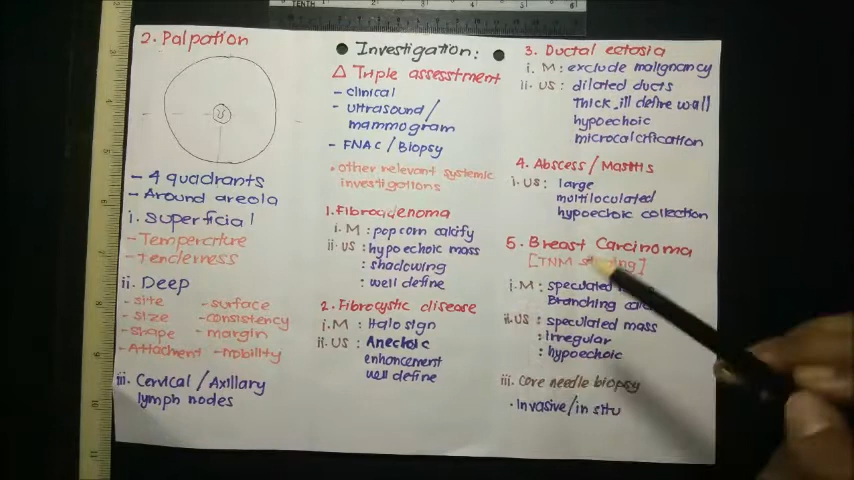 TENTH
2. Palpation
- 4 quadrants
- Around areola
i. Superficial
- Temperature
- Tenderness
ii. Deep
- site - surface
- Size - consistency
- Shape - margin
- Attachment - mobility
iii. Cervical / Axillary
lymph nodes
Investigation:
Δ Triple assesstment
- Clinical
- Ultrasound /
mammogram
- FNAC / Biopsy
• other relevant systemic
investigations
1. Fibroadenoma
i. M : popcorn calcify
ii. US : hypoechoic mass
: shadowing
: well define
2. Fibrocystic disease
i. M : Halo sign
ii. US : Anechoic
enhancement
well define
3. Ductal ectasia
i. M : exclude malignancy
ii. US : dilated ducts
Thick, ill define wall
hypoechoic
microcalcification
4. Abscess / Mastitis
i. US : large
multiloculated
hypoechoic collection
5. Breast Carcinoma
[TNM
i. M : speculated
Branching
ii. US : speculated mass
: Irregular
: hypoechoic
iii. Core needle biopsy
• Invasive / in situ